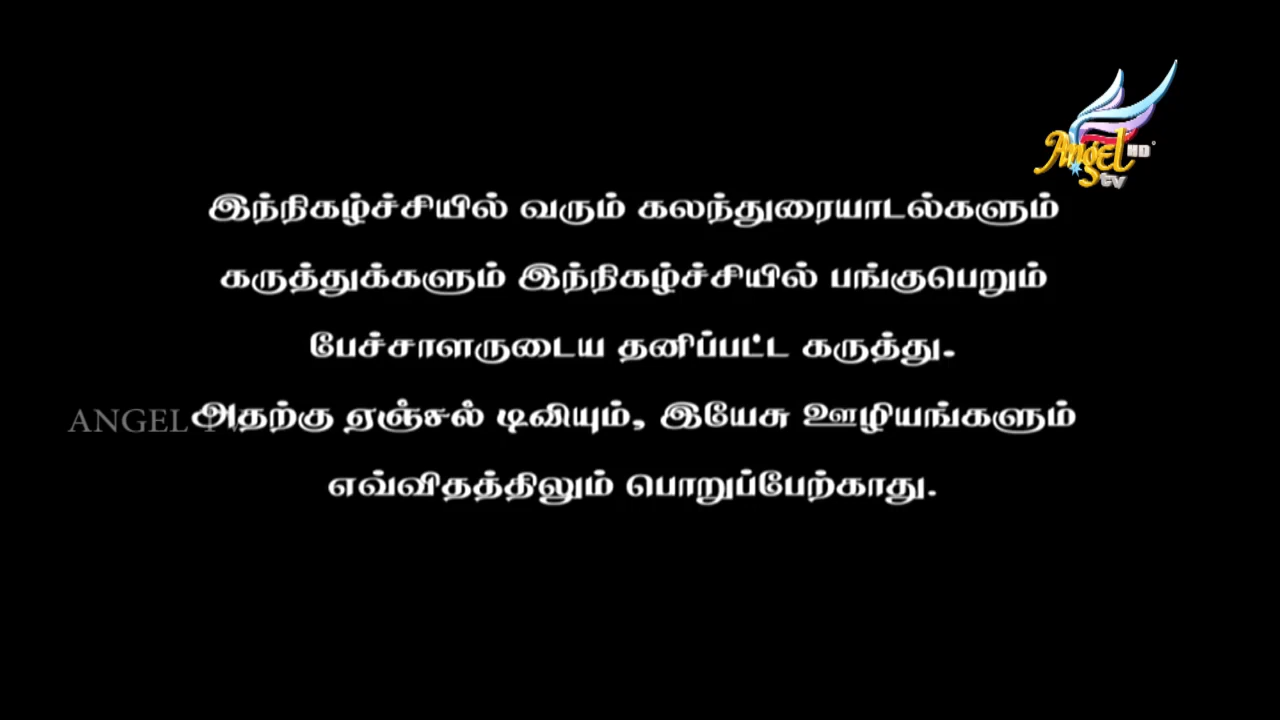 Angel HD
tv
இந்நிகழ்ச்சியில் வரும் கலந்துரையாடல்களும்
கருத்துக்களும் இந்நிகழ்ச்சியில் பங்குபெறும்
பேச்சாளருடைய தனிப்பட்ட கருத்து.
ANGEL TV
அதற்கு ஏஞ்சல் டிவியும், இயேசு ஊழியங்களும்
எவ்விதத்திலும் பொறுப்பேற்காது.